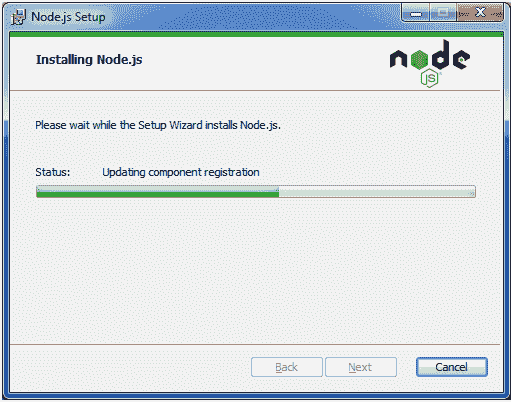 Node.js Setup
Installing Node.js
node
JS
Please wait while the Setup Wizard installs Node.js.
Status: Updating component registration
Back Next Cancel